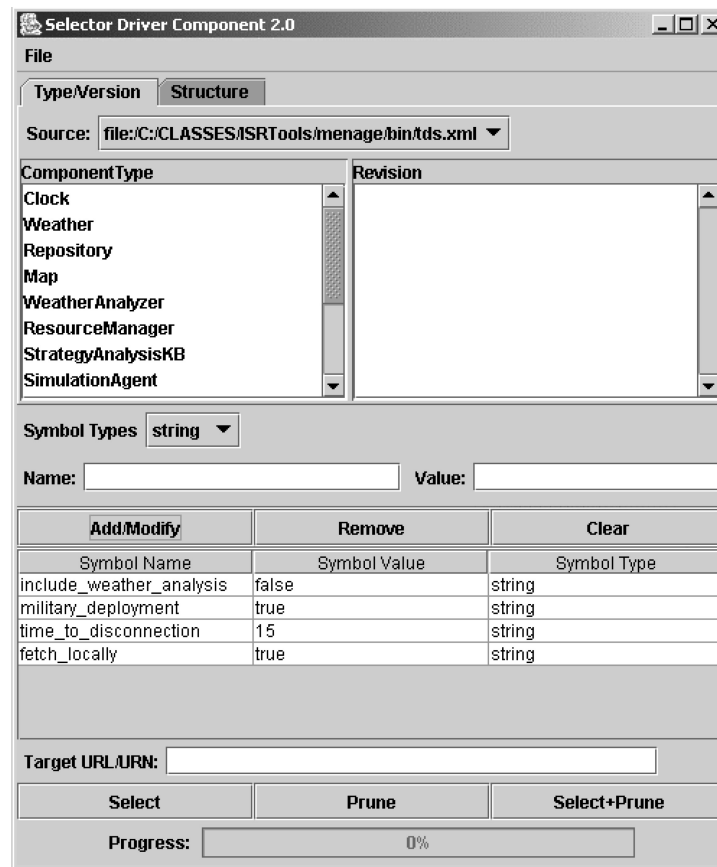 Selector Driver Component 2.0
File
Type/Version Structure
Source: file:/C:/CLASSES/ISRTools/menage/bin/tds.xml
ComponentType Revision
Clock
Weather
Repository
Map
WeatherAnalyzer
ResourceManager
StrategyAnalysisKB
SimulationAgent
Symbol Types string
Name: Value:
Add/Modify Remove Clear
Symbol Name Symbol Value Symbol Type
include_weather_analysis false string
military_deployment true string
time_to_disconnection 15 string
fetch_locally true string
Target URL/URN:
Select Prune Select+Prune
Progress: 0%